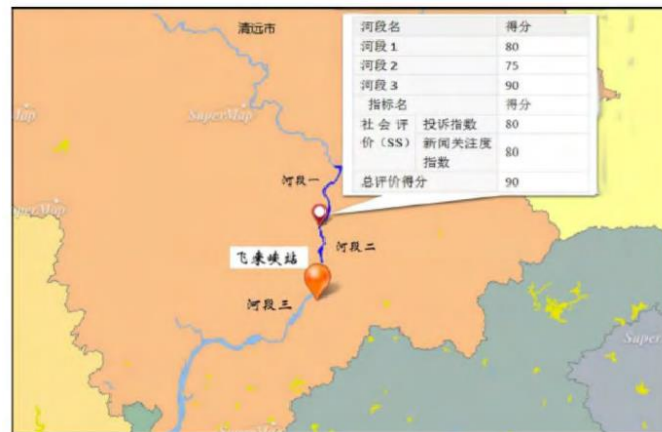 清远市
河段名 得分
河段1 80
河段2 75
河段3 90
指标名 得分
社会评价（SS） 投诉指数 80
新闻关注度指数 80
总评价得分 90
SuperMap
SuperMap
SuperMap
河段一
河段二
飞来峡站
河段三
SuperMap
SuperMap